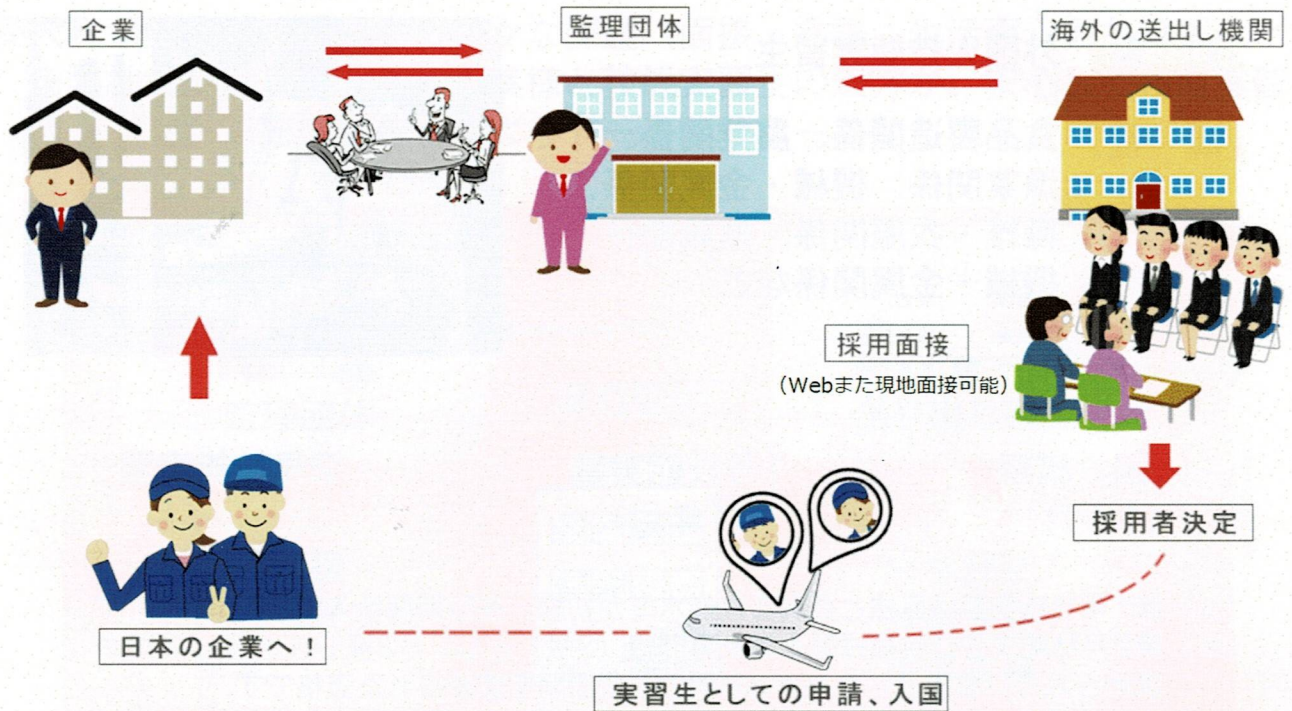 企業
監理団体
海外の送出し機関
採用面接
（Webまた現地面接可能）
採用者決定
実習生としての申請、入国
日本の企業へ！